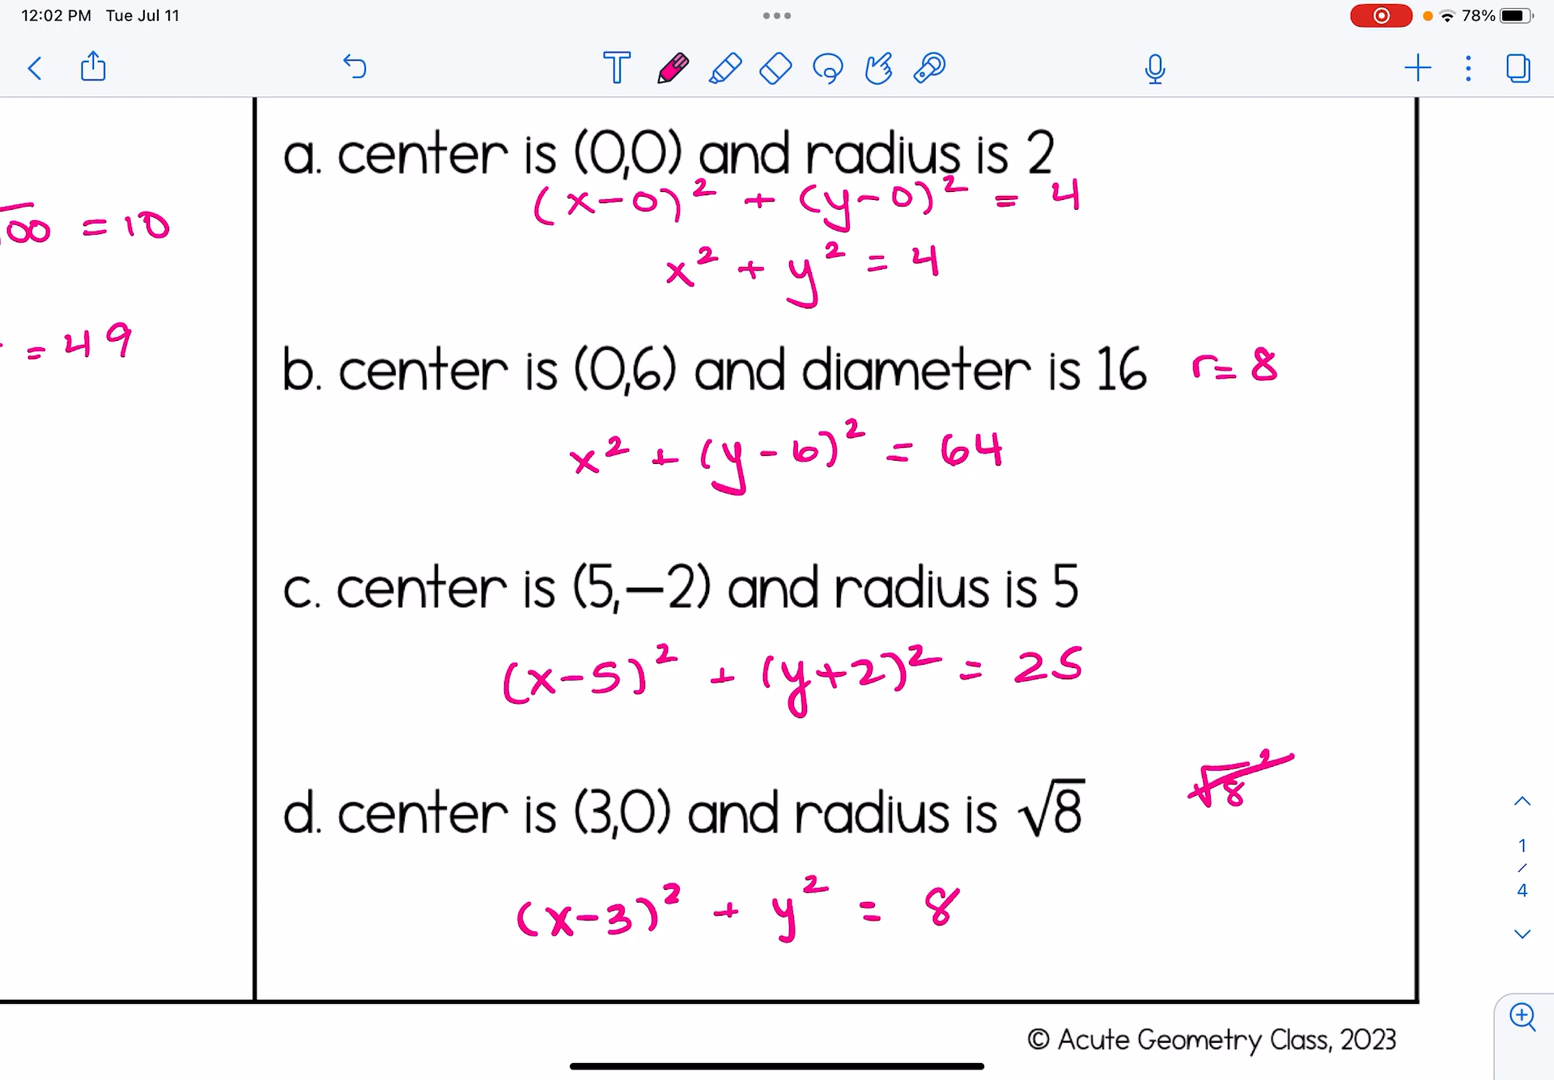 12:02 PM Tue Jul 11
78%
T
a. center is (0,0) and radius is 2
(x-0)² + (y-0)² = 4
x² + y² = 4
√00 = 10
= 49
b. center is (0,6) and diameter is 16 r = 8
x² + (y-6)² = 64
c. center is (5,−2) and radius is 5
(x-5)² + (y+2)² = 25
d. center is (3,0) and radius is √8
√8²
(x-3)² + y² = 8
1
/
4
© Acute Geometry Class, 2023